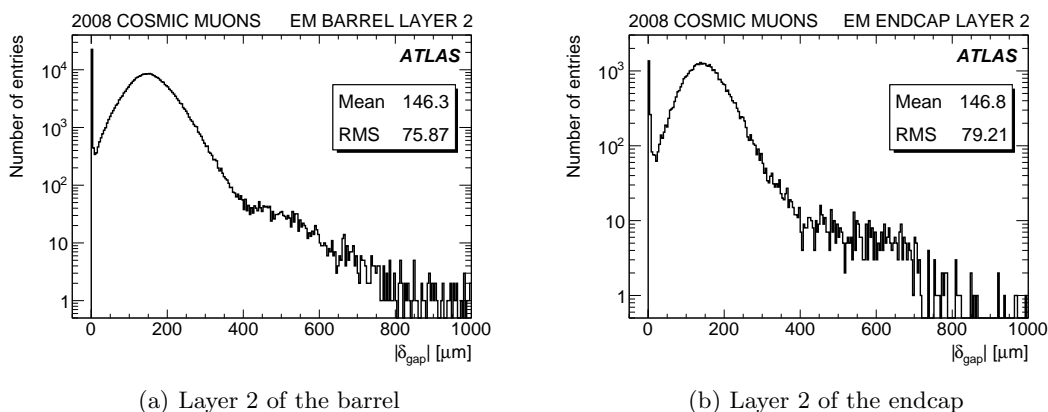 2008 COSMIC MUONS EM BARREL LAYER 2
Number of entries
ATLAS
Mean 146.3
RMS 75.87
10⁴
10³
10²
10
1
0 200 400 600 800 1000
|δgap| [μm]
(a) Layer 2 of the barrel
2008 COSMIC MUONS EM ENDCAP LAYER 2
Number of entries
ATLAS
Mean 146.8
RMS 79.21
10³
10²
10
1
0 200 400 600 800 1000
|δgap| [μm]
(b) Layer 2 of the endcap